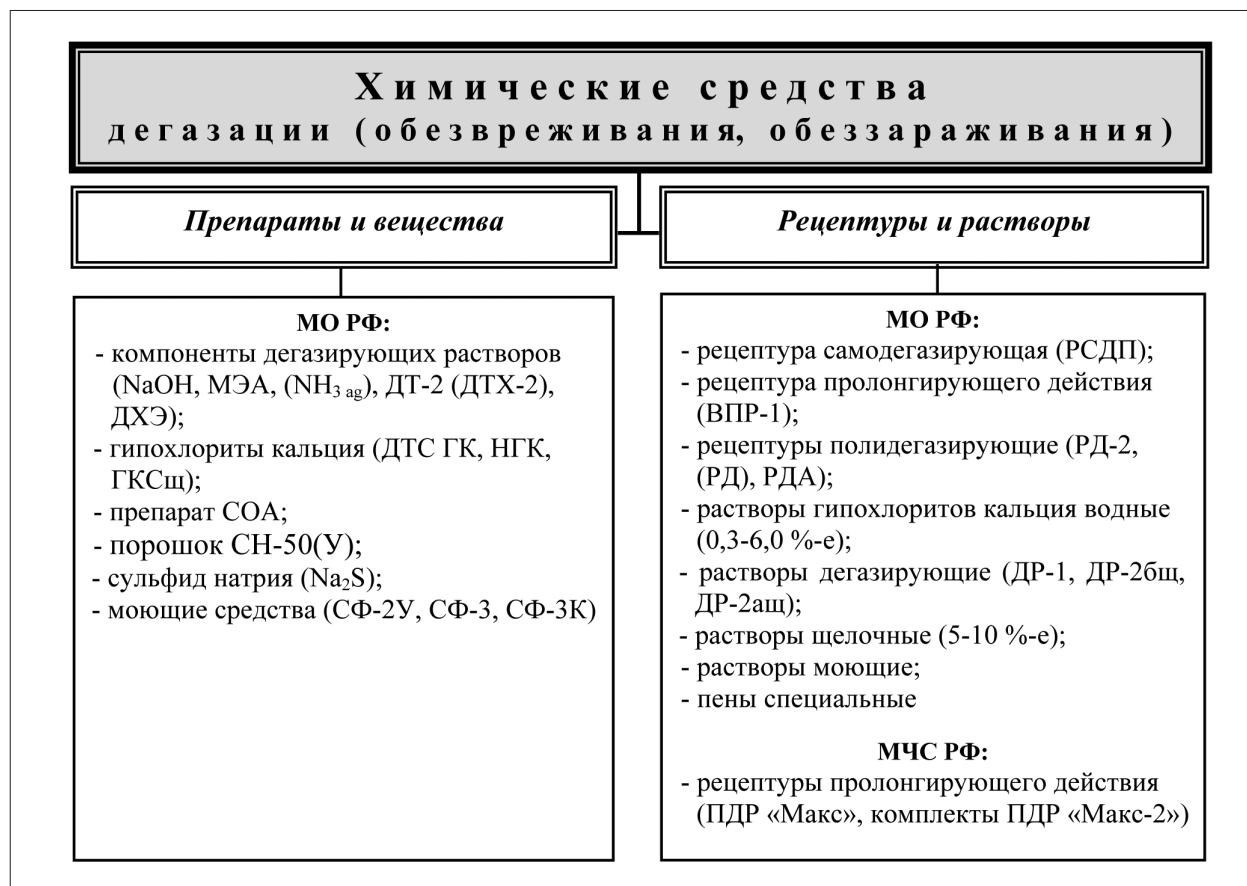 Химические средства
дегазации (обезвреживания, обеззараживания)
Препараты и вещества
МО РФ:
- компоненты дегазирующих растворов
(NaOH, МЭА, (NH3 ag), ДТ-2 (ДТХ-2),
ДХЭ);
- гипохлориты кальция (ДТС ГК, НГК,
ГКСщ);
- препарат СОА;
- порошок СН-50(У);
- сульфид натрия (Na2S);
- моющие средства (СФ-2У, СФ-3, СФ-3К)
Рецептуры и растворы
МО РФ:
- рецептура самодегазирующая (РСДП);
- рецептура пролонгирующего действия
(ВПР-1);
- рецептуры полидегазирующие (РД-2,
(РД), РДА);
- растворы гипохлоритов кальция водные
(0,3-6,0 %-е);
- растворы дегазирующие (ДР-1, ДР-2бщ,
ДР-2ащ);
- растворы щелочные (5-10 %-е);
- растворы моющие;
- пены специальные
МЧС РФ:
- рецептуры пролонгирующего действия
(ПДР «Макс», комплекты ПДР «Макс-2»)